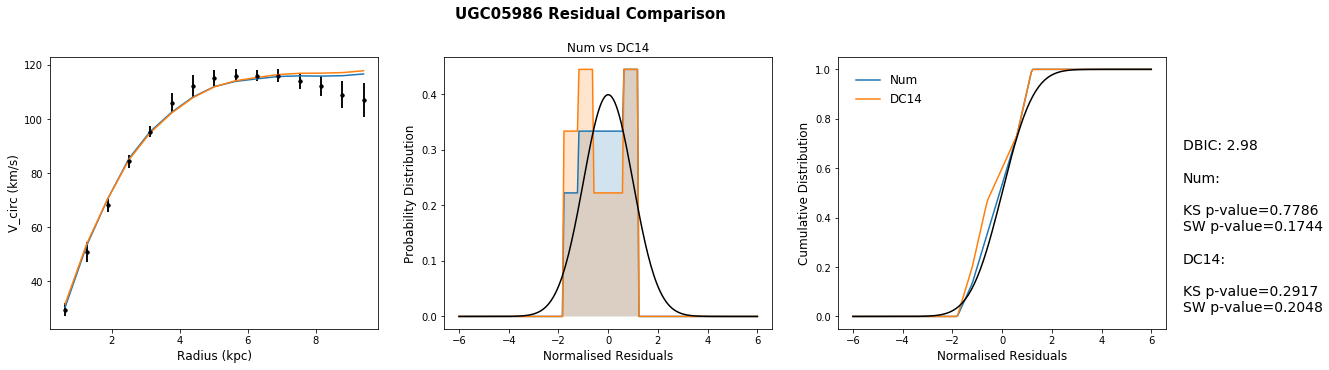 UGC05986 Residual Comparison
V_circ (km/s)
120
100
80
60
40
2
4
6
8
Radius (kpc)
Num vs DC14
Probability Distribution
0.4
0.3
0.2
0.1
0.0
−6
−4
−2
0
2
4
6
Normalised Residuals
Cumulative Distribution
1.0
0.8
0.6
0.4
0.2
0.0
Num
DC14
−6
−4
−2
0
2
4
6
Normalised Residuals
DBIC: 2.98
Num:
KS p-value=0.7786
SW p-value=0.1744
DC14:
KS p-value=0.2917
SW p-value=0.2048